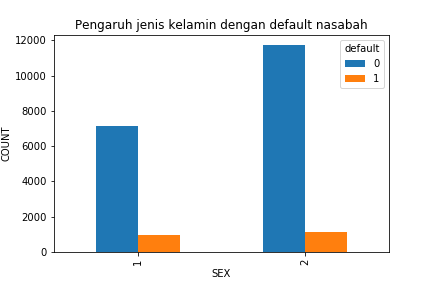 Pengaruh jenis kelamin dengan default nasabah
default
0
1
12000
10000
8000
6000
4000
2000
0
COUNT
1
2
SEX